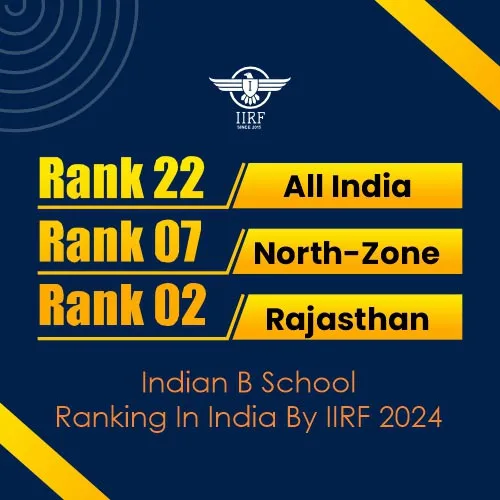 IIRF
SINCE 2015
Rank 22 All India
Rank 07 North-Zone
Rank 02 Rajasthan
Indian B School
Ranking In India By IIRF 2024